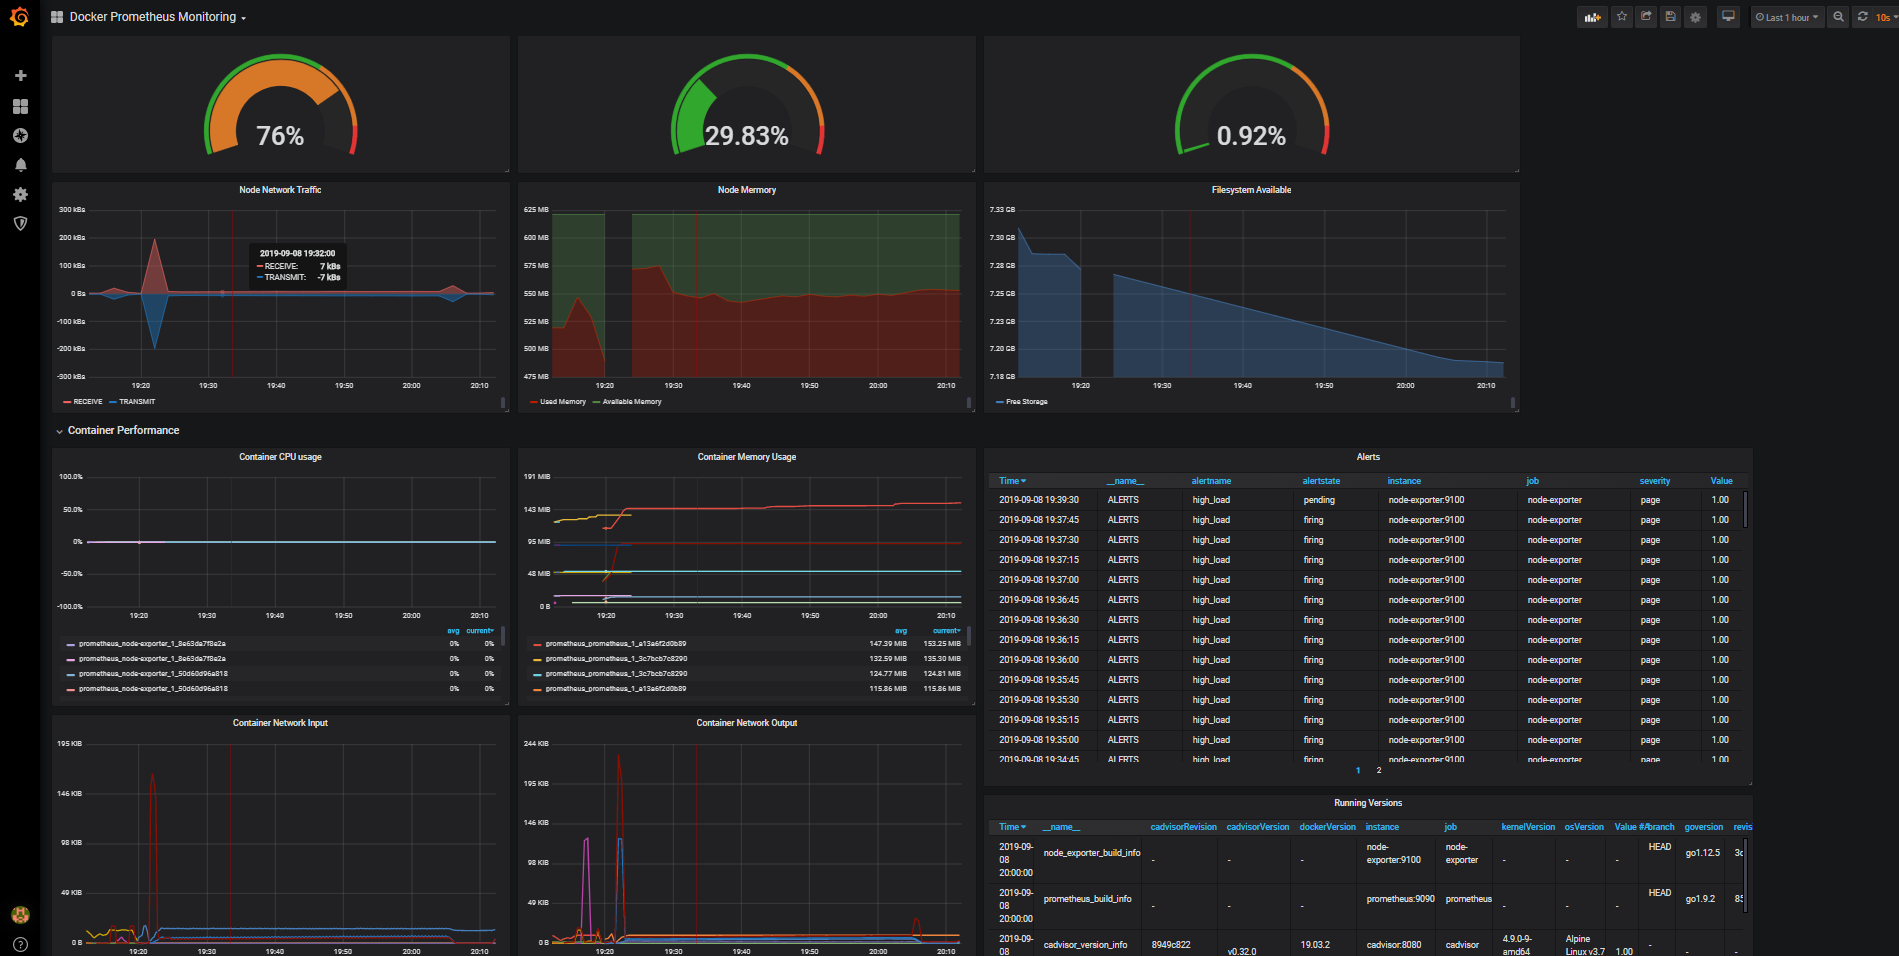 Docker Prometheus Monitoring
Last 1 hour
10s
76%
29.83%
0.92%
Node Network Traffic
300 kBs
200 kBs
100 kBs
0 Bs
-100 kBs
-200 kBs
-300 kBs
2019-09-08 19:32:00
RECEIVE: 7 kBs
TRANSMIT: -7 kBs
19:20 19:30 19:40 19:50 20:00 20:10
RECEIVE TRANSMIT
Node Mermory
625 MB
600 MB
575 MB
550 MB
525 MB
500 MB
475 MB
19:20 19:30 19:40 19:50 20:00 20:10
Used Memory Available Memory
Filesystem Available
7.33 GB
7.30 GB
7.28 GB
7.25 GB
7.23 GB
7.20 GB
7.18 GB
19:20 19:30 19:40 19:50 20:00 20:10
Free Storage
Container Performance
Container CPU usage
100.0%
50.0%
0%
-50.0%
-100.0%
19:20 19:30 19:40 19:50 20:00 20:10
avg current
prometheus_node-exporter_1_8e63da7f8e2a 0% 0%
prometheus_node-exporter_1_8e63da7f8e2a 0% 0%
prometheus_node-exporter_1_50d60d96a818 0% 0%
prometheus_node-exporter_1_50d60d96a818 0% 0%
Container Memory Usage
191 MiB
143 MiB
95 MiB
48 MiB
0 B
19:20 19:30 19:40 19:50 20:00 20:10
avg current
prometheus_prometheus_1_a13a6f2d0b89 147.39 MiB 153.25 MiB
prometheus_prometheus_1_3c7bcb7c8290 132.59 MiB 135.30 MiB
prometheus_prometheus_1_3c7bcb7c8290 124.77 MiB 124.81 MiB
prometheus_prometheus_1_a13a6f2d0b89 115.86 MiB 115.86 MiB
Alerts
Time __name__ alertname alertstate instance job severity Value
2019-09-08 19:39:30 ALERTS high_load pending node-exporter:9100 node-exporter page 1.00
2019-09-08 19:37:45 ALERTS high_load firing node-exporter:9100 node-exporter page 1.00
2019-09-08 19:37:30 ALERTS high_load firing node-exporter:9100 node-exporter page 1.00
2019-09-08 19:37:15 ALERTS high_load firing node-exporter:9100 node-exporter page 1.00
2019-09-08 19:37:00 ALERTS high_load firing node-exporter:9100 node-exporter page 1.00
2019-09-08 19:36:45 ALERTS high_load firing node-exporter:9100 node-exporter page 1.00
2019-09-08 19:36:30 ALERTS high_load firing node-exporter:9100 node-exporter page 1.00
2019-09-08 19:36:15 ALERTS high_load firing node-exporter:9100 node-exporter page 1.00
2019-09-08 19:36:00 ALERTS high_load firing node-exporter:9100 node-exporter page 1.00
2019-09-08 19:35:45 ALERTS high_load firing node-exporter:9100 node-exporter page 1.00
2019-09-08 19:35:30 ALERTS high_load firing node-exporter:9100 node-exporter page 1.00
2019-09-08 19:35:15 ALERTS high_load firing node-exporter:9100 node-exporter page 1.00
2019-09-08 19:35:00 ALERTS high_load firing node-exporter:9100 node-exporter page 1.00
2019-09-08 19:34:45 ALERTS high_load firing node-exporter:9100 node-exporter page 1.00
1 2
Container Network Input
195 KiB
146 KiB
98 KiB
49 KiB
0 B
19:20 19:30 19:40 19:50 20:00 20:10
Container Network Output
244 KiB
195 KiB
146 KiB
98 KiB
49 KiB
0 B
19:20 19:30 19:40 19:50 20:00 20:10
Running Versions
Time __name__ cadvisorRevision cadvisorVersion dockerVersion instance job kernelVersion osVersion Value # branch goversion revis
2019-09-
08
20:00:00
node_exporter_build_info - - - node-
exporter:9100
node-
exporter
- - - HEAD go1.12.5 3c
2019-09-
08
20:00:00
prometheus_build_info - - - prometheus:9090 prometheus - - - HEAD go1.9.2 85
2019-09-
08
cadvisor_version_info 8949c822 v0.32.0 19.03.2 cadvisor:8080 cadvisor 4.9.0-9-
amd64
Alpine
Linux v3.7
1.00 - - -